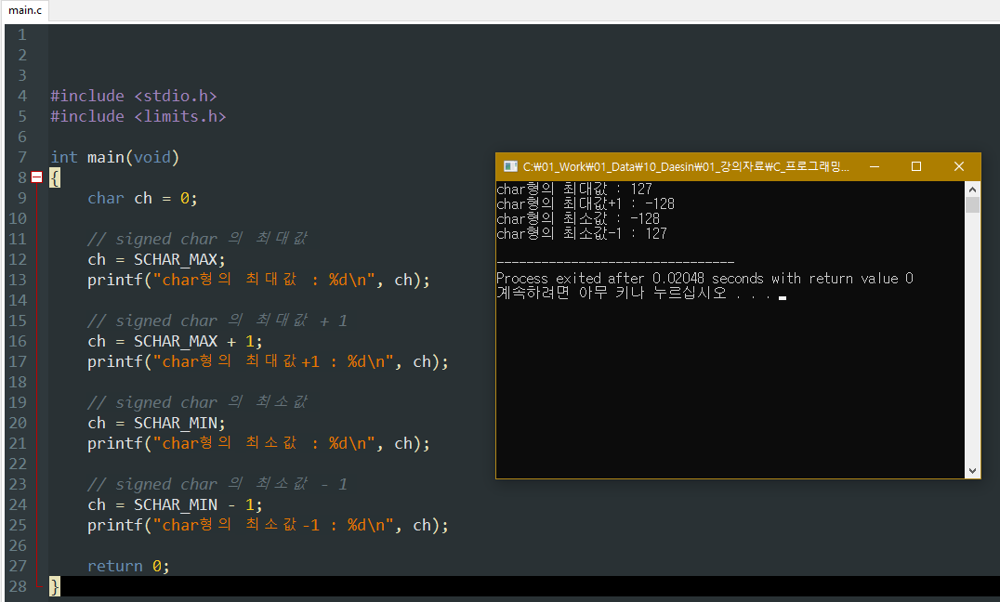 main.c
1
2
3
4 #include <stdio.h>
5 #include <limits.h>
6
7 int main(void)
8 {
9 char ch = 0;
10
11 // signed char 의 최대값
12 ch = SCHAR_MAX;
13 printf("char형의 최대값 : %d\n", ch);
14
15 // signed char 의 최대값 + 1
16 ch = SCHAR_MAX + 1;
17 printf("char형의 최대값+1 : %d\n", ch);
18
19 // signed char 의 최소값
20 ch = SCHAR_MIN;
21 printf("char형의 최소값 : %d\n", ch);
22
23 // signed char 의 최소값 - 1
24 ch = SCHAR_MIN - 1;
25 printf("char형의 최소값-1 : %d\n", ch);
26
27 return 0;
28 }
C:₩01_Work₩01_Data₩10_Daesin₩01_강의자료₩C_프로그래밍...
char형의 최대값 : 127
char형의 최대값+1 : -128
char형의 최소값 : -128
char형의 최소값-1 : 127
--------------------------------
Process exited after 0.02048 seconds with return value 0
계속하려면 아무 키나 누르십시오 . . .